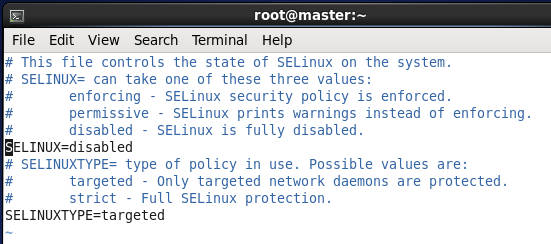 root@master:~
File Edit View Search Terminal Help
# This file controls the state of SELinux on the system.
# SELINUX= can take one of these three values:
#       enforcing - SELinux security policy is enforced.
#       permissive - SELinux prints warnings instead of enforcing.
#       disabled - SELinux is fully disabled.
SELINUX=disabled
# SELINUXTYPE= type of policy in use. Possible values are:
#       targeted - Only targeted network daemons are protected.
#       strict - Full SELinux protection.
SELINUXTYPE=targeted
~